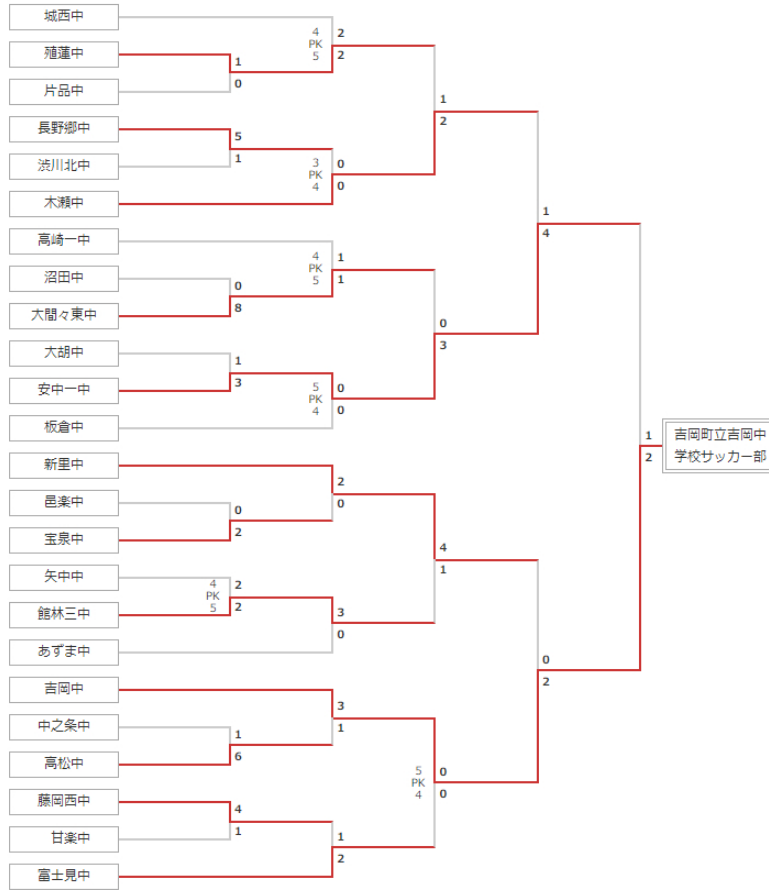 城西中
4
PK
5
2
2
殖蓮中
1
0
片品中
長野郷中
5
1
渋川北中
3
PK
4
0
0
木瀬中
1
2
高崎一中
4
PK
5
1
1
沼田中
0
8
大間々東中
大胡中
1
3
安中一中
5
PK
4
0
0
板倉中
0
3
1
4
新里中
2
0
邑楽中
0
2
宝泉中
矢中中
4
PK
5
2
2
館林三中
3
0
あずま中
4
1
吉岡中
3
1
中之条中
1
6
高松中
藤岡西中
4
1
甘楽中
1
2
富士見中
5
PK
4
0
0
0
2
1
2
吉岡町立吉岡中
学校サッカー部